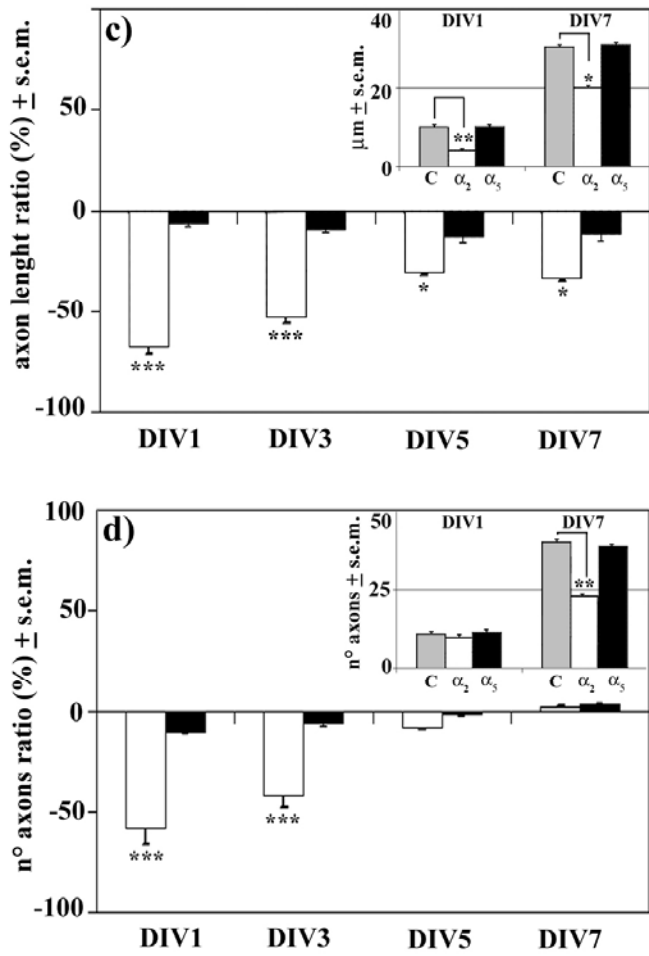 c)
axon lenght ratio (%) ± s.e.m.
50
0
-50
-100
*** *** * *
DIV1 DIV3 DIV5 DIV7
DIV1 DIV7
μm ± s.e.m.
40
20
0
** *
C α2 α5 C α2 α5
d)
n° axons ratio (%) ± s.e.m.
100
50
0
-50
-100
*** ***
DIV1 DIV3 DIV5 DIV7
DIV1 DIV7
n° axons ± s.e.m.
50
25
0
**
C α2 α5 C α2 α5